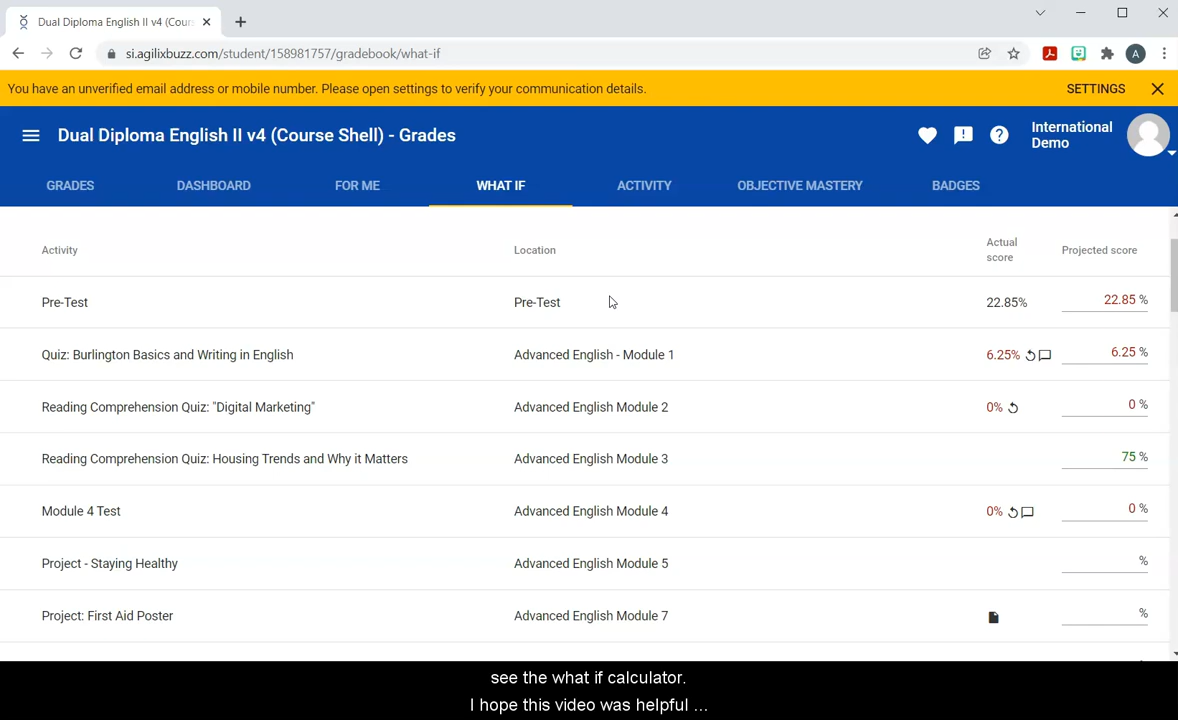 Dual Diploma English II v4 (Cours
si.agilixbuzz.com/student/158981757/gradebook/what-if
A
You have an unverified email address or mobile number. Please open settings to verify your communication details.
SETTINGS
Dual Diploma English II v4 (Course Shell) - Grades
International
Demo
GRADES DASHBOARD FOR ME WHAT IF ACTIVITY OBJECTIVE MASTERY BADGES
Activity Location Actual score Projected score
Pre-Test Pre-Test 22.85% 22.85 %
Quiz: Burlington Basics and Writing in English Advanced English - Module 1 6.25% 6.25 %
Reading Comprehension Quiz: "Digital Marketing" Advanced English Module 2 0% 0 %
Reading Comprehension Quiz: Housing Trends and Why it Matters Advanced English Module 3 75 %
Module 4 Test Advanced English Module 4 0% 0 %
Project - Staying Healthy Advanced English Module 5 %
Project: First Aid Poster Advanced English Module 7 %
see the what if calculator.
I hope this video was helpful ...